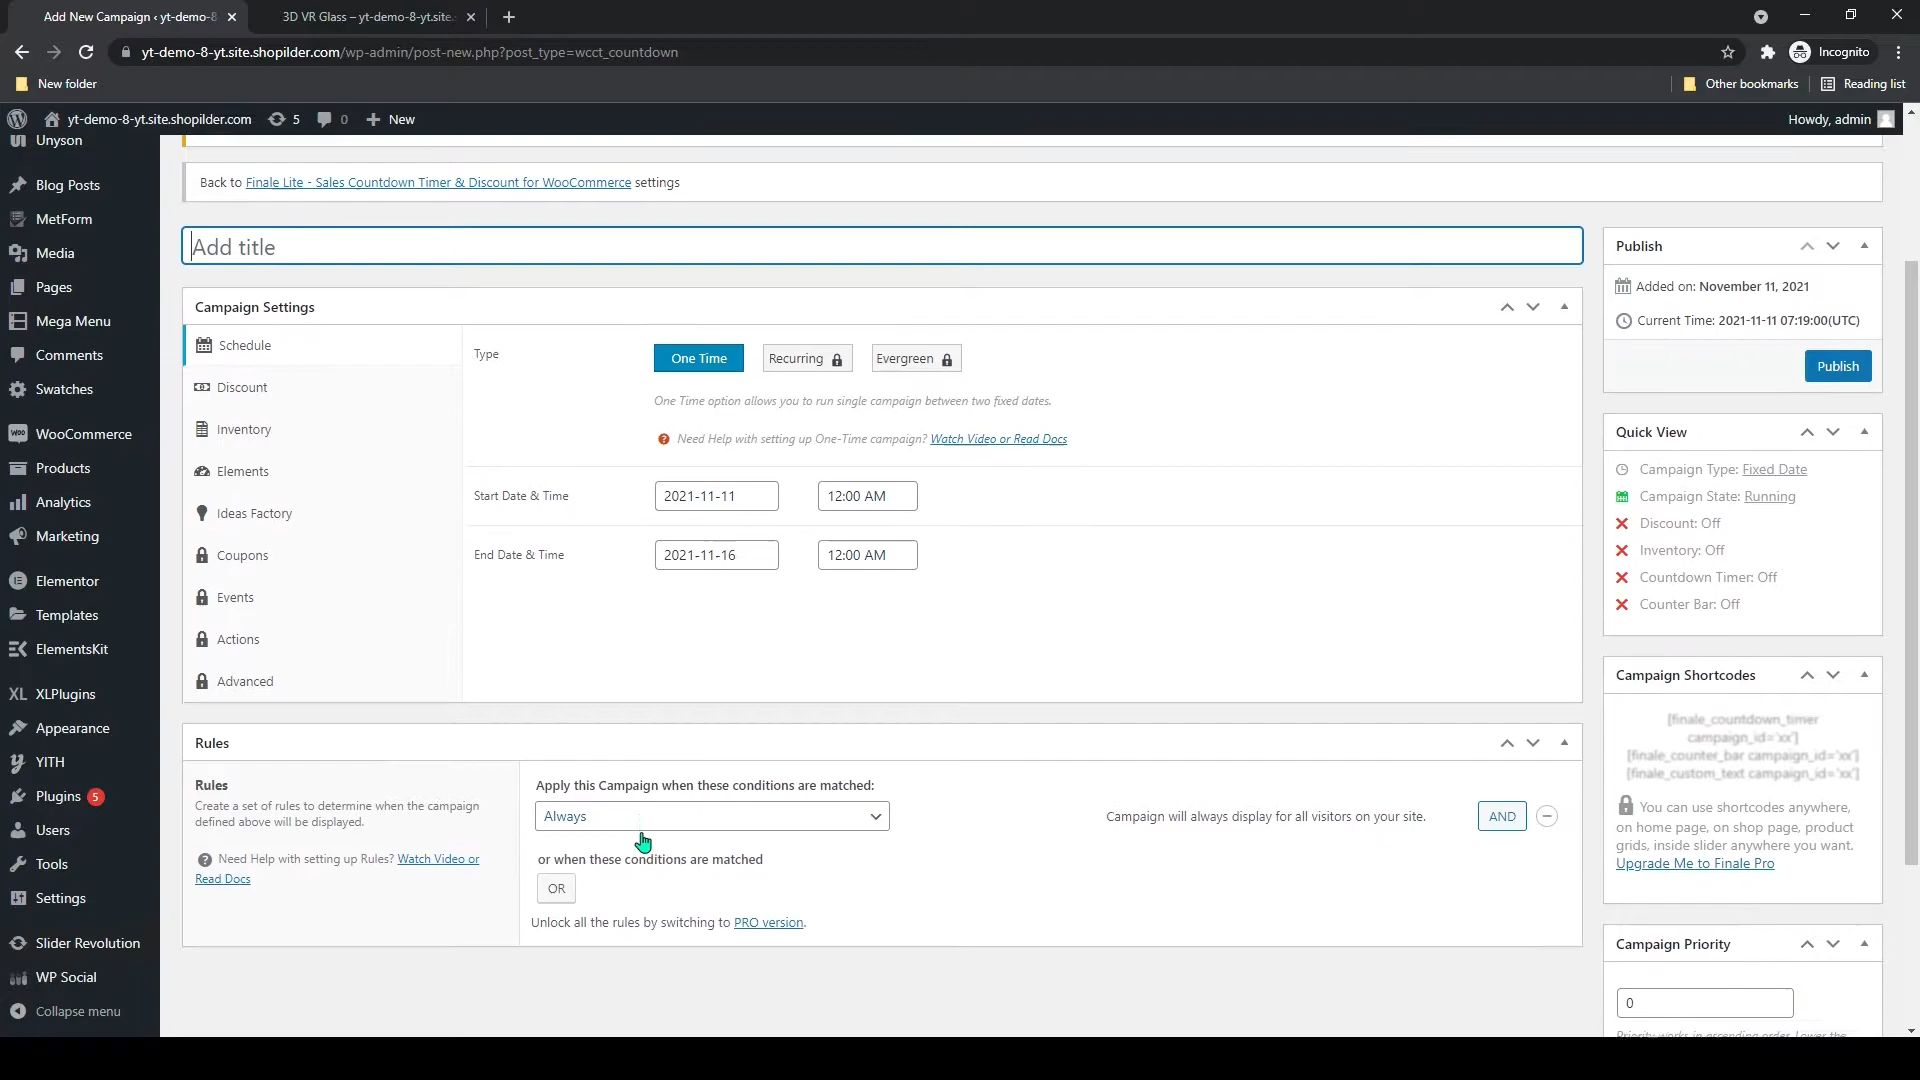 Add New Campaign ‹ yt-demo-8
3D VR Glass – yt-demo-8-yt.site.
yt-demo-8-yt.site.shopilder.com/wp-admin/post-new.php?post_type=wcct_countdown
Incognito
New folder
Other bookmarks
Reading list
yt-demo-8-yt.site.shopilder.com
5
0
New
Howdy, admin
Unyson
Blog Posts
MetForm
Media
Pages
Mega Menu
Comments
Swatches
WooCommerce
Products
Analytics
Marketing
Elementor
Templates
ElementsKit
XL XLPlugins
Appearance
YITH
Plugins 5
Users
Tools
Settings
Slider Revolution
WP Social
Collapse menu
Back to Finale Lite - Sales Countdown Timer & Discount for WooCommerce settings
Add title
Campaign Settings
Schedule
Discount
Inventory
Elements
Ideas Factory
Coupons
Events
Actions
Advanced
Type
One Time
Recurring
Evergreen
One Time option allows you to run single campaign between two fixed dates.
Need Help with setting up One-Time campaign? Watch Video or Read Docs
Start Date & Time
2021-11-11
12:00 AM
End Date & Time
2021-11-16
12:00 AM
Rules
Rules
Create a set of rules to determine when the campaign
defined above will be displayed.
Need Help with setting up Rules? Watch Video or
Read Docs
Apply this Campaign when these conditions are matched:
Always
Campaign will always display for all visitors on your site.
AND
or when these conditions are matched
OR
Unlock all the rules by switching to PRO version.
Publish
Added on: November 11, 2021
Current Time: 2021-11-11 07:19:00(UTC)
Publish
Quick View
Campaign Type: Fixed Date
Campaign State: Running
Discount: Off
Inventory: Off
Countdown Timer: Off
Counter Bar: Off
Campaign Shortcodes
[finale_countdown_timer
campaign_id='xx']
[finale_counter_bar campaign_id='xx']
[finale_custom_text campaign_id='xx']
You can use shortcodes anywhere,
on home page, on shop page, product
grids, inside slider anywhere you want.
Upgrade Me to Finale Pro
Campaign Priority
0
Priority works in ascending order. Lower the